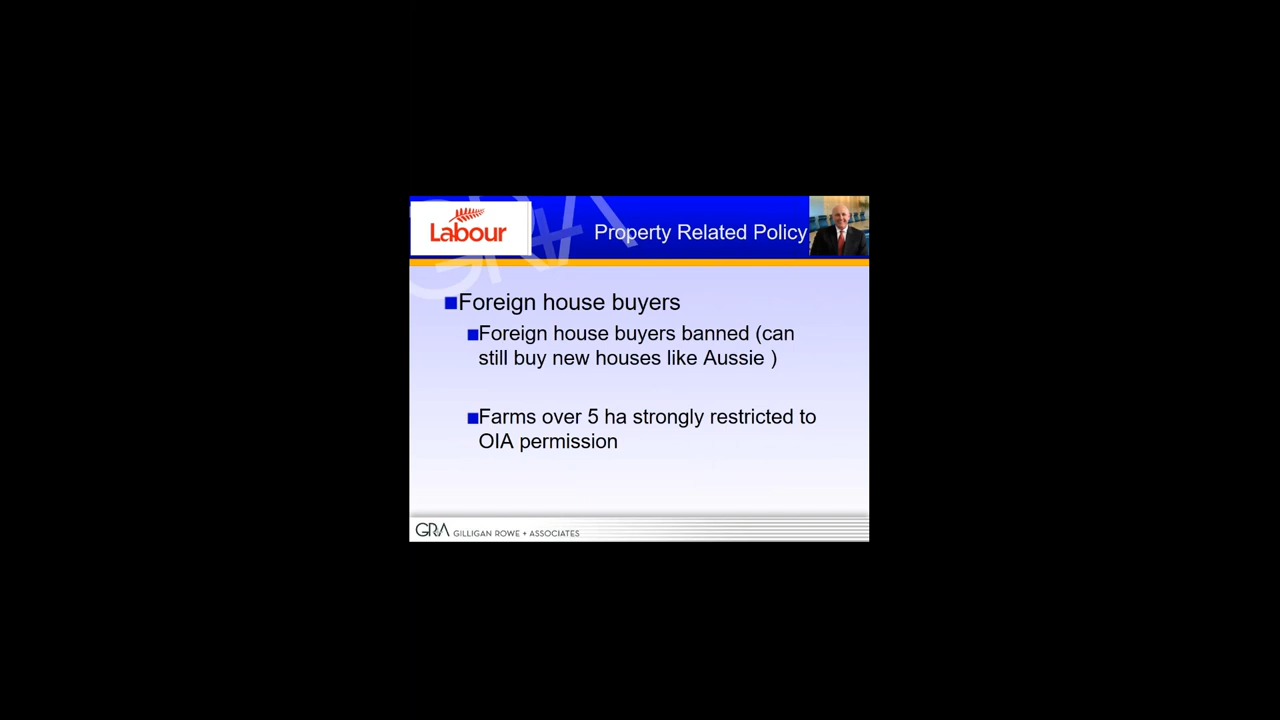 Labour
Property Related Policy
Foreign house buyers
Foreign house buyers banned (can
still buy new houses like Aussie )
Farms over 5 ha strongly restricted to
OIA permission
GRA GILLIGAN ROWE + ASSOCIATES
GRA